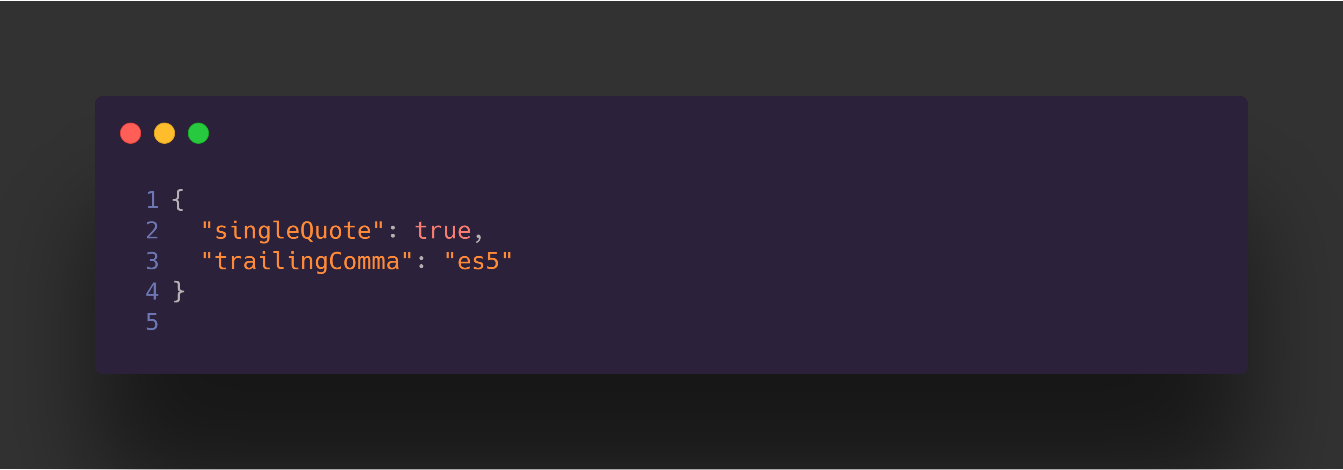 1 {
2   "singleQuote": true,
3   "trailingComma": "es5"
4 }
5